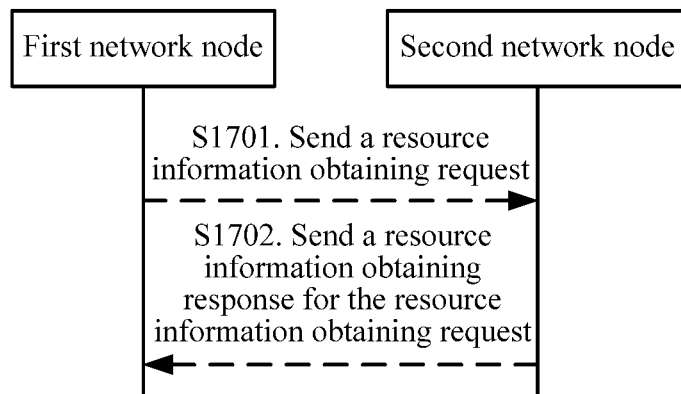 First network node
Second network node
S1701. Send a resource
information obtaining request
S1702. Send a resource
information obtaining
response for the resource
information obtaining request